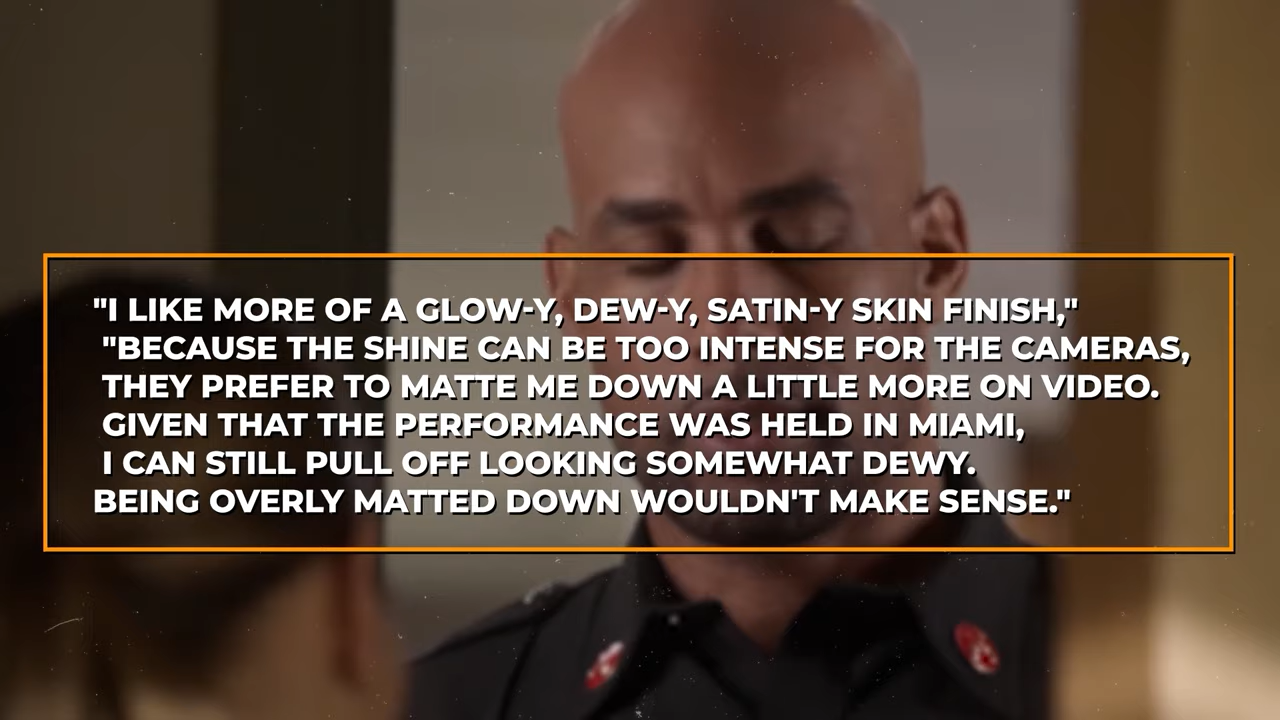 "I LIKE MORE OF A GLOW-Y, DEW-Y, SATIN-Y SKIN FINISH,"
"BECAUSE THE SHINE CAN BE TOO INTENSE FOR THE CAMERAS,
THEY PREFER TO MATTE ME DOWN A LITTLE MORE ON VIDEO.
GIVEN THAT THE PERFORMANCE WAS HELD IN MIAMI,
I CAN STILL PULL OFF LOOKING SOMEWHAT DEWY.
BEING OVERLY MATTED DOWN WOULDN'T MAKE SENSE."